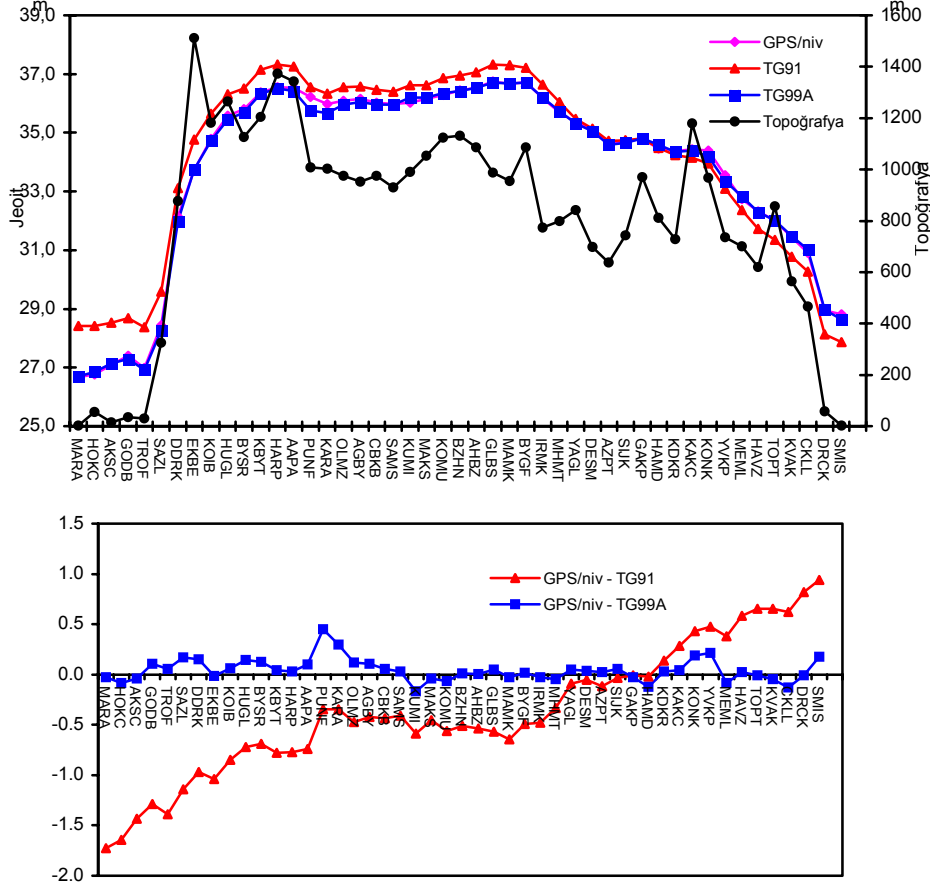 m
m
39,0
37,0
35,0
33,0
31,0
29,0
27,0
25,0
Jeoit
1600
1400
1200
1000
800
600
400
200
0
Topoğrafya
GPS/niv
TG91
TG99A
Topoğrafya
MARA
HOKC
AKSC
GODB
TROF
SAZL
DDRK
EKBE
KOIB
HUGL
BYSR
KBYT
HARP
AAPA
PUNF
KARA
OLMZ
AGBY
CBKB
SAMS
KUMI
MAKS
KOMU
BZHN
AHBZ
GLBS
MAMK
BYGF
IRMK
MHMT
YAGL
DESM
AZPT
SIJK
GAKP
HAMD
KDKR
KAKC
KONK
YVKP
MEML
HAVZ
TOPT
KVAK
CKLL
DRCK
SMIS
1.5
1.0
0.5
0.0
-0.5
-1.0
-1.5
-2.0
GPS/niv - TG91
GPS/niv - TG99A
MARA
HOKC
AKSC
GODB
TROF
SAZL
DDRK
EKBE
KOIB
HUGL
BYSR
KBYT
HARP
AAPA
PUNF
KARA
OLMZ
AGBY
CBKB
SAMS
KUMI
MAKS
KOMU
BZHN
AHBZ
GLBS
MAMK
BYGF
IRMK
MHMT
YAGL
DESM
AZPT
SIJK
GAKP
HAMD
KDKR
KAKC
KONK
YVKP
MEML
HAVZ
TOPT
KVAK
CKLL
DRCK
SMIS